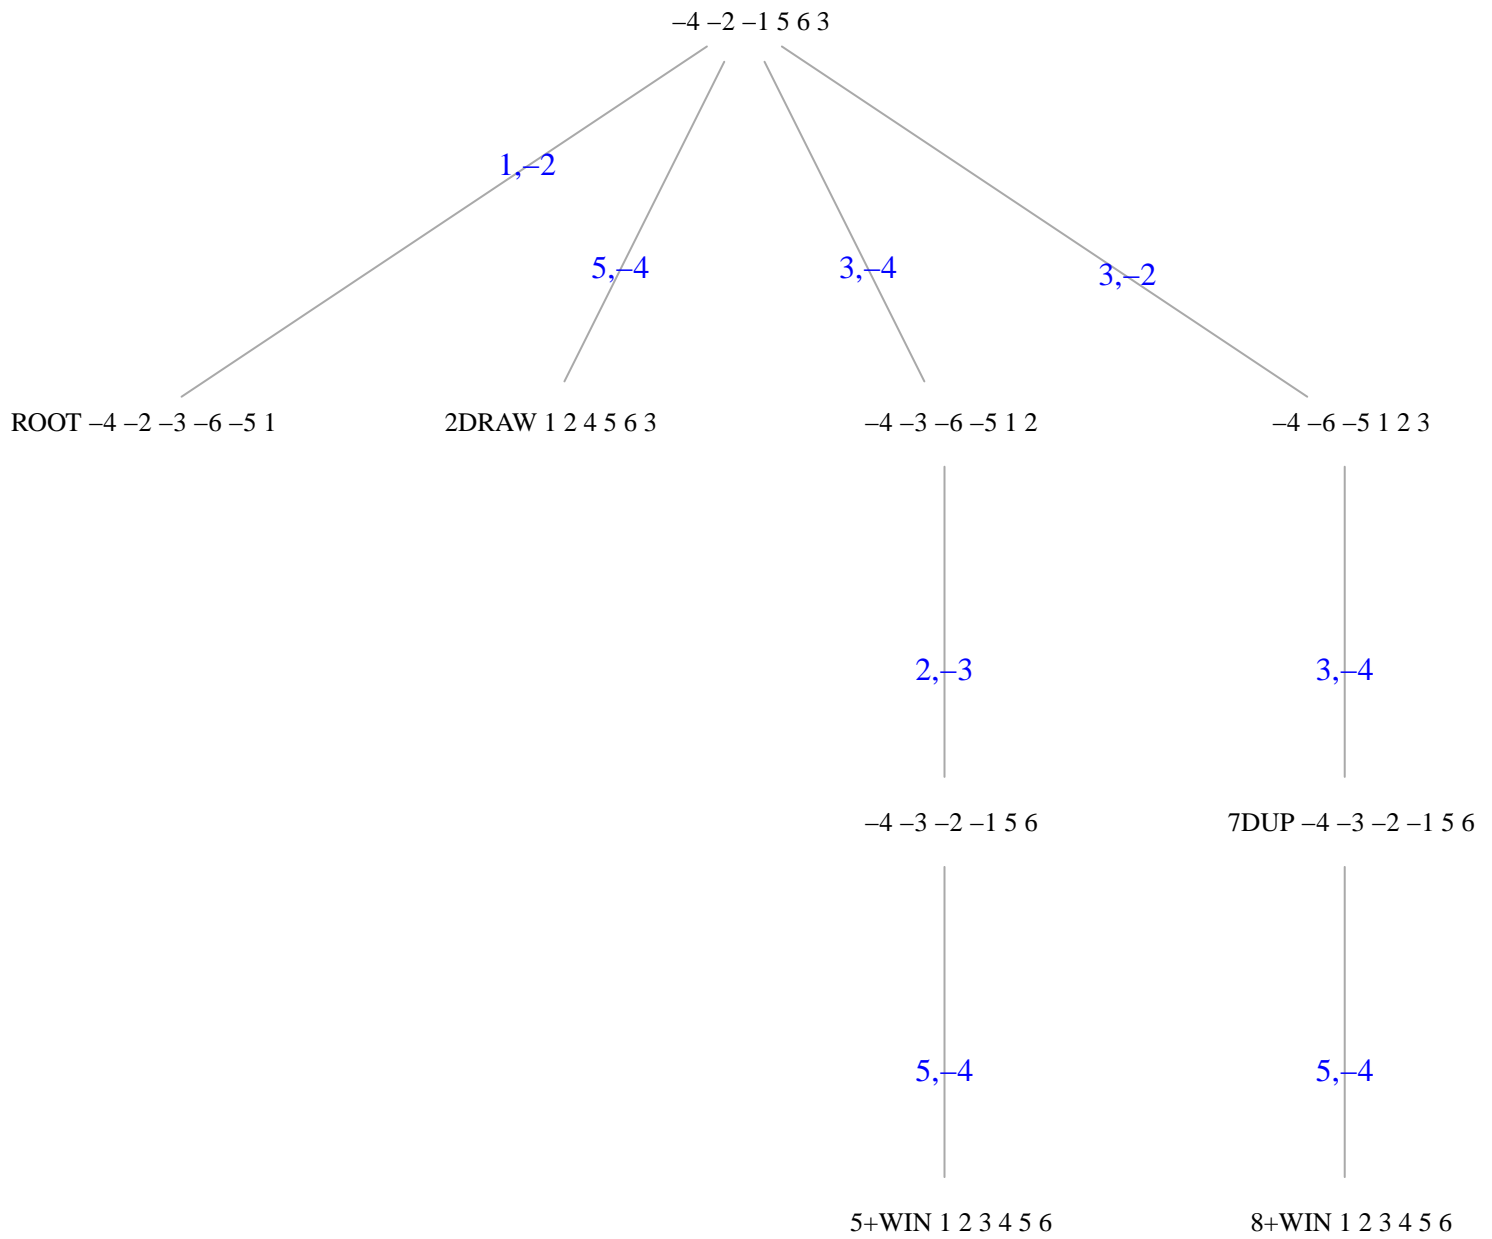 –4 –2 –1 5 6 3
1,–2
5,–4
3,–4
3,–2
ROOT –4 –2 –3 –6 –5 1
2DRAW 1 2 4 5 6 3
–4 –3 –6 –5 1 2
–4 –6 –5 1 2 3
2,–3
3,–4
–4 –3 –2 –1 5 6
7DUP –4 –3 –2 –1 5 6
5,–4
5,–4
5+WIN 1 2 3 4 5 6
8+WIN 1 2 3 4 5 6